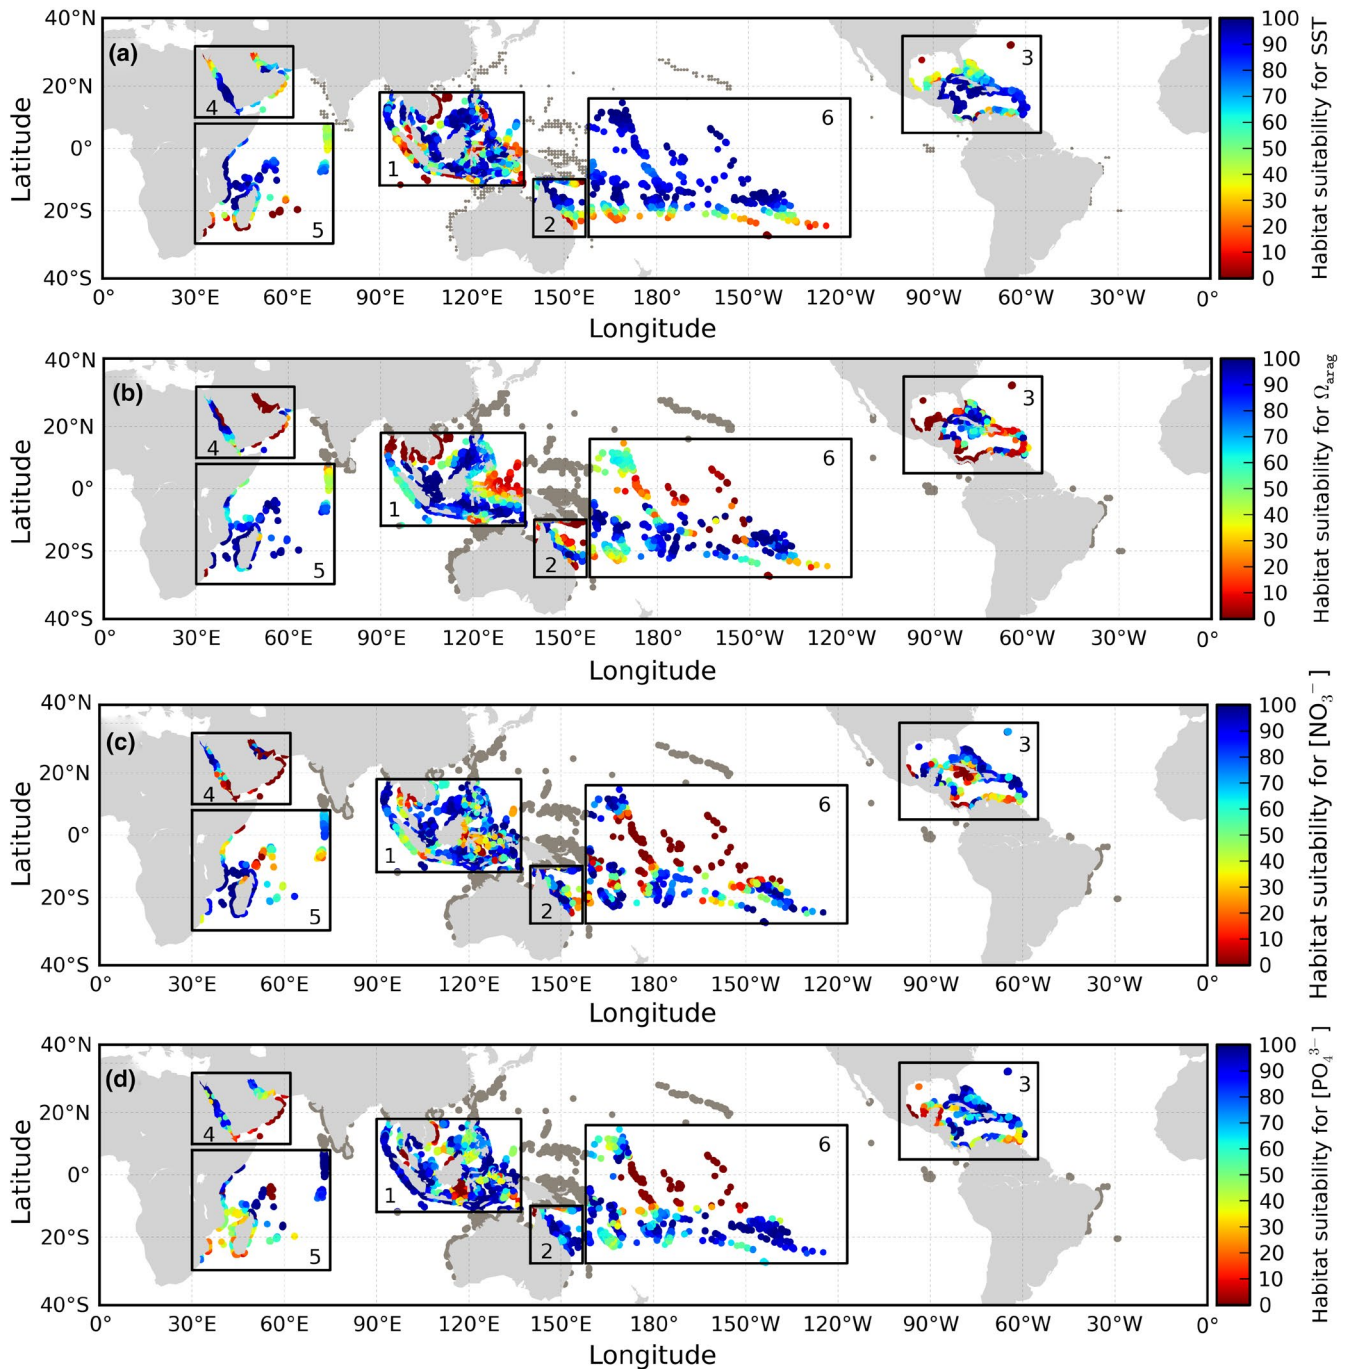 40°N
20°N
0°
20°S
40°S
Latitude
(a)
4
5
1
2
6
3
0°
30°E
60°E
90°E
120°E
150°E
180°
150°W
120°W
90°W
60°W
30°W
0°
Longitude
100
90
80
70
60
50
40
30
20
10
0
Habitat suitability for SST
40°N
20°N
0°
20°S
40°S
Latitude
(b)
4
5
1
2
6
3
0°
30°E
60°E
90°E
120°E
150°E
180°
150°W
120°W
90°W
60°W
30°W
0°
Longitude
100
90
80
70
60
50
40
30
20
10
0
Habitat suitability for Ω_arag
40°N
20°N
0°
20°S
40°S
Latitude
(c)
4
5
1
2
6
3
0°
30°E
60°E
90°E
120°E
150°E
180°
150°W
120°W
90°W
60°W
30°W
0°
Longitude
100
90
80
70
60
50
40
30
20
10
0
Habitat suitability for [NO₃⁻]
40°N
20°N
0°
20°S
40°S
Latitude
(d)
4
5
1
2
6
3
0°
30°E
60°E
90°E
120°E
150°E
180°
150°W
120°W
90°W
60°W
30°W
0°
Longitude
100
90
80
70
60
50
40
30
20
10
0
Habitat suitability for [PO₄³⁻]